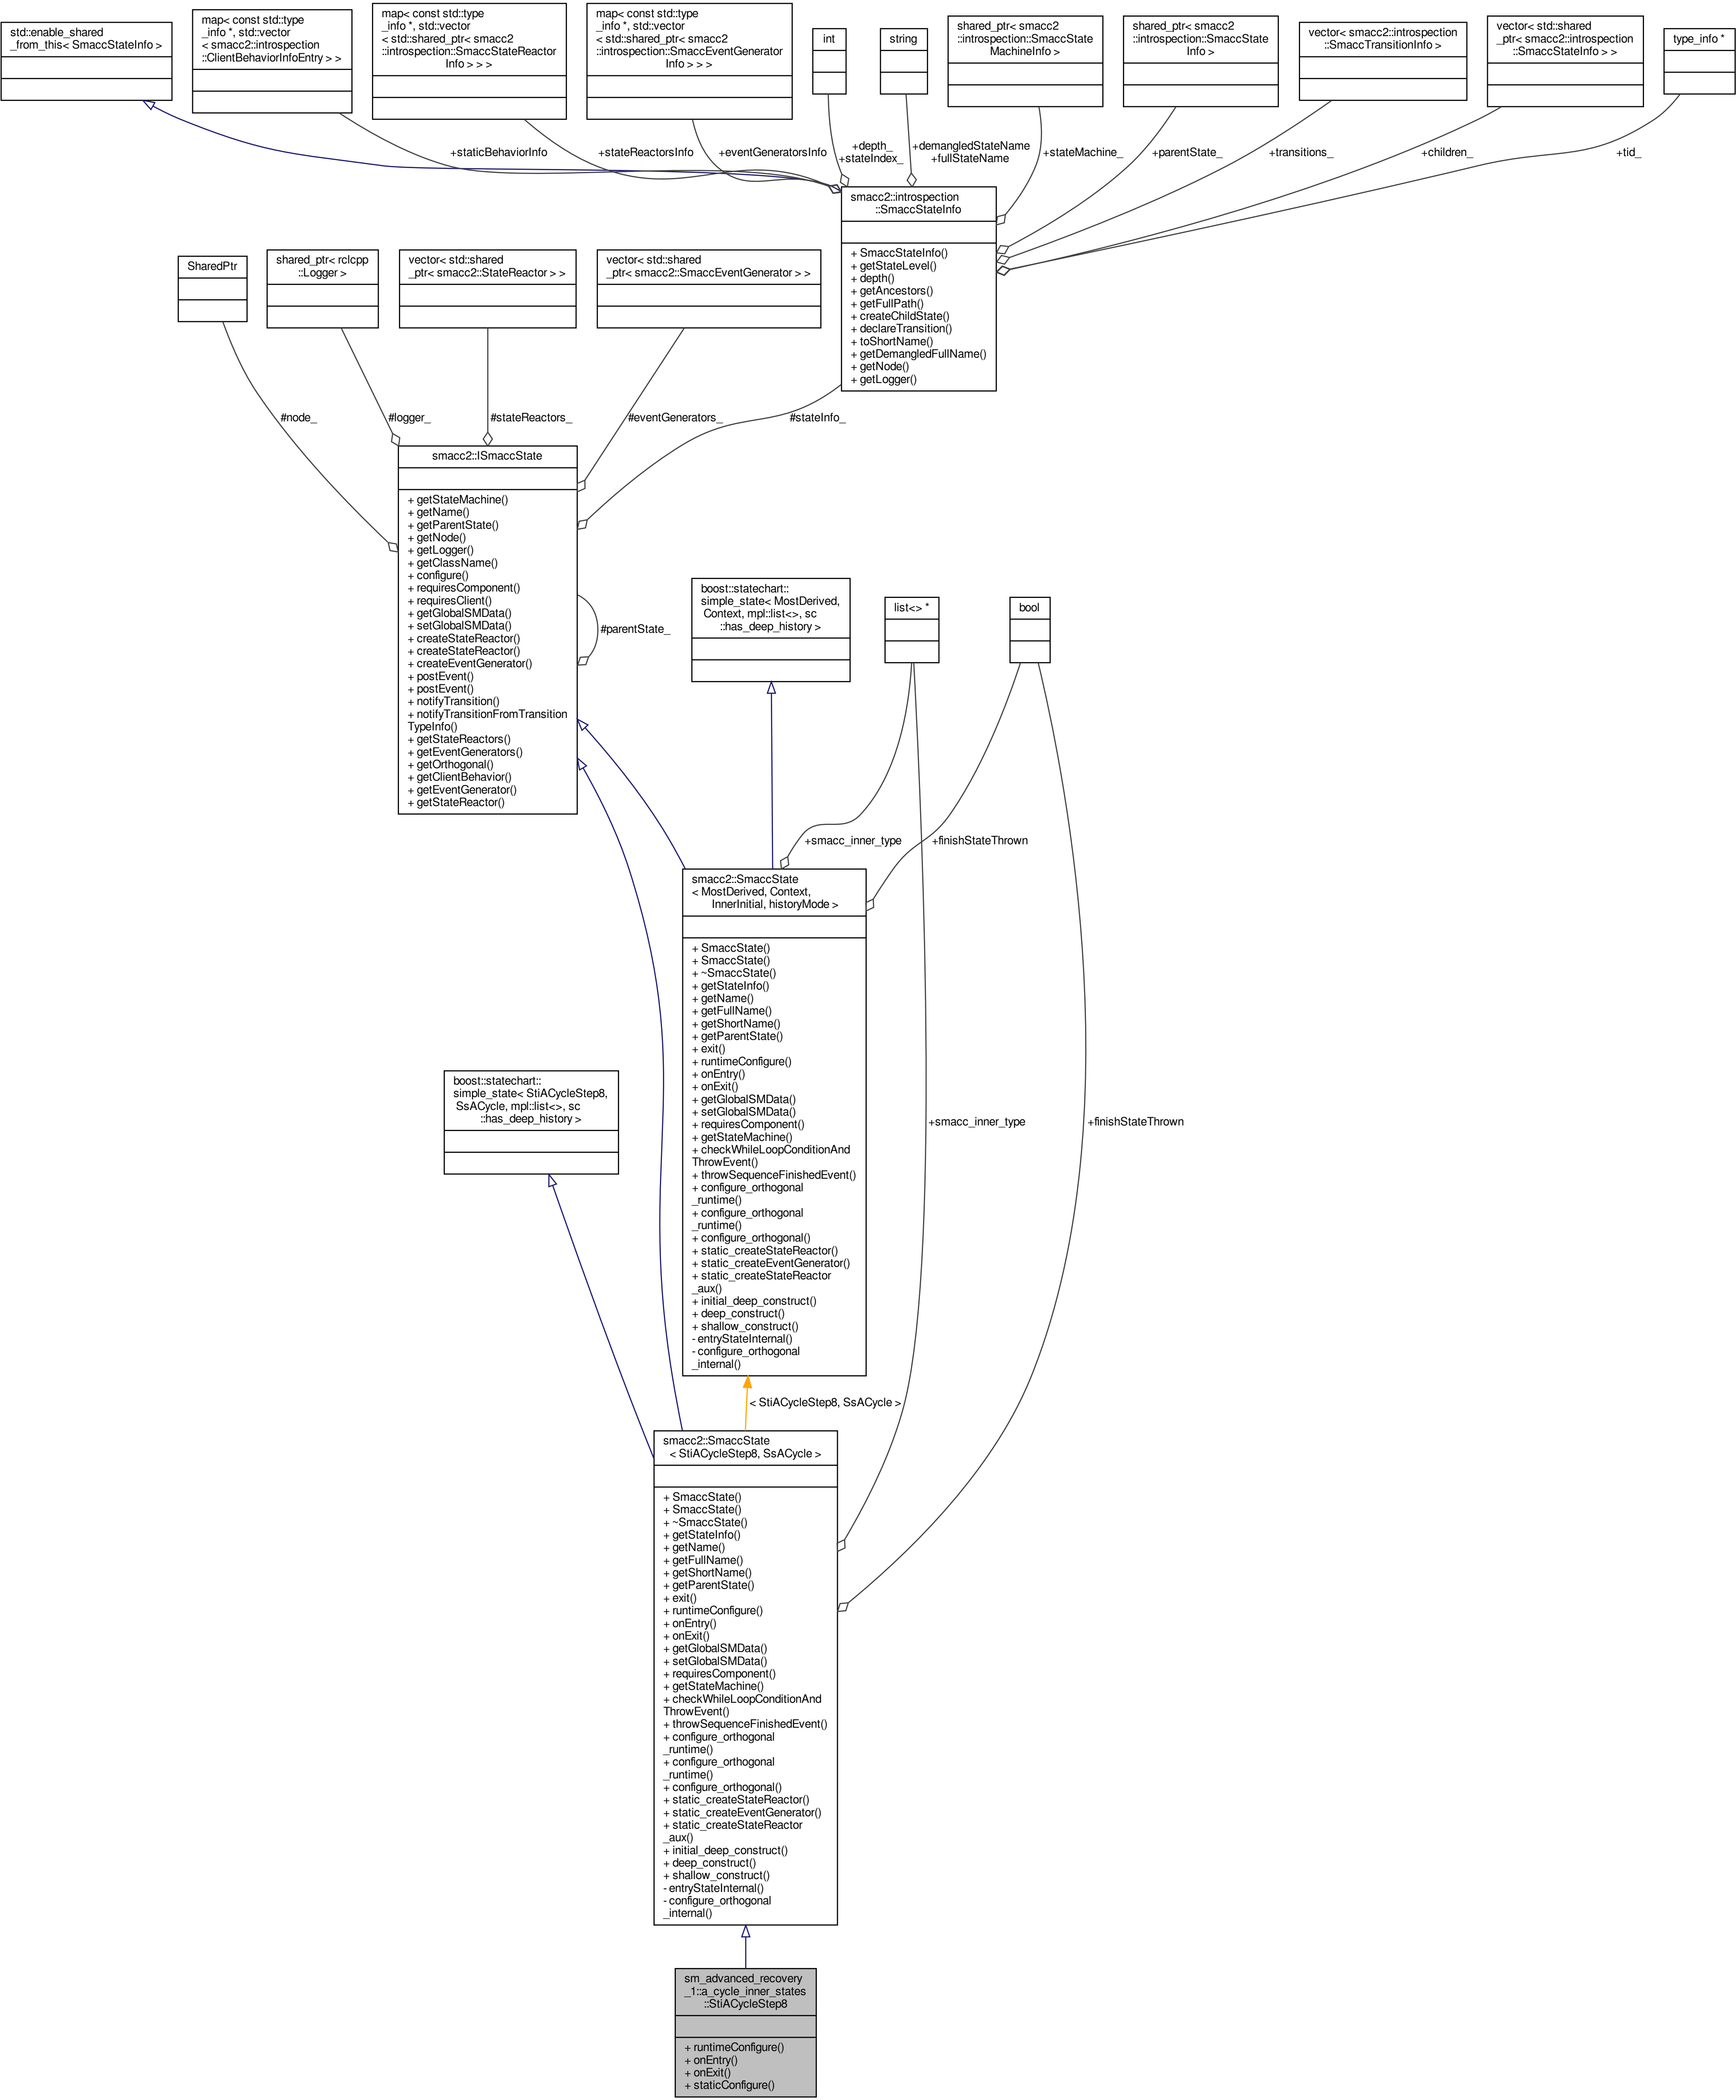 std::enable_shared
_from_this< SmaccStateInfo >
map< const std::type
_info *, std::vector
< smacc2::introspection
::ClientBehaviorInfoEntry > >
map< const std::type
_info *, std::vector
< std::shared_ptr< smacc2
::introspection::SmaccStateReactor
Info > > >
map< const std::type
_info *, std::vector
< std::shared_ptr< smacc2
::introspection::SmaccEventGenerator
Info > > >
int
string
shared_ptr< smacc2
::introspection::SmaccState
MachineInfo >
shared_ptr< smacc2
::introspection::SmaccState
Info >
vector< smacc2::introspection
::SmaccTransitionInfo >
vector< std::shared
_ptr< smacc2::introspection
::SmaccStateInfo > >
type_info *
+staticBehaviorInfo
+stateReactorsInfo
+eventGeneratorsInfo
+depth_
+stateIndex_
+demangledStateName
+fullStateName
+stateMachine_
+parentState_
+transitions_
+children_
+tid_
smacc2::introspection
::SmaccStateInfo
+ SmaccStateInfo()
+ getStateLevel()
+ depth()
+ getAncestors()
+ getFullPath()
+ createChildState()
+ declareTransition()
+ toShortName()
+ getDemangledFullName()
+ getNode()
+ getLogger()
SharedPtr
shared_ptr< rclcpp
::Logger >
vector< std::shared
_ptr< smacc2::StateReactor > >
vector< std::shared
_ptr< smacc2::SmaccEventGenerator > >
#node_
#logger_
#stateReactors_
#eventGenerators_
#stateInfo_
smacc2::ISmaccState
+ getStateMachine()
+ getName()
+ getParentState()
+ getNode()
+ getLogger()
+ getClassName()
+ configure()
+ requiresComponent()
+ requiresClient()
+ getGlobalSMData()
+ setGlobalSMData()
+ createStateReactor()
+ createStateReactor()
+ createEventGenerator()
+ postEvent()
+ postEvent()
+ notifyTransition()
+ notifyTransitionFromTransition
TypeInfo()
+ getStateReactors()
+ getEventGenerators()
+ getOrthogonal()
+ getClientBehavior()
+ getEventGenerator()
+ getStateReactor()
#parentState_
boost::statechart::
simple_state< MostDerived,
Context, mpl::list<>, sc
::has_deep_history >
list<> *
bool
+smacc_inner_type
+finishStateThrown
smacc2::SmaccState
< MostDerived, Context,
InnerInitial, historyMode >
+ SmaccState()
+ SmaccState()
+ ~SmaccState()
+ getStateInfo()
+ getName()
+ getFullName()
+ getShortName()
+ getParentState()
+ exit()
+ runtimeConfigure()
+ onEntry()
+ onExit()
+ getGlobalSMData()
+ setGlobalSMData()
+ requiresComponent()
+ getStateMachine()
+ checkWhileLoopConditionAnd
ThrowEvent()
+ throwSequenceFinishedEvent()
+ configure_orthogonal
_runtime()
+ configure_orthogonal
_runtime()
+ configure_orthogonal()
+ static_createStateReactor()
+ static_createEventGenerator()
+ static_createStateReactor
_aux()
+ initial_deep_construct()
+ deep_construct()
+ shallow_construct()
- entryStateInternal()
- configure_orthogonal
_internal()
boost::statechart::
simple_state< StiACycleStep8,
SsACycle, mpl::list<>, sc
::has_deep_history >
+smacc_inner_type
+finishStateThrown
< StiACycleStep8, SsACycle >
smacc2::SmaccState
< StiACycleStep8, SsACycle >
+ SmaccState()
+ SmaccState()
+ ~SmaccState()
+ getStateInfo()
+ getName()
+ getFullName()
+ getShortName()
+ getParentState()
+ exit()
+ runtimeConfigure()
+ onEntry()
+ onExit()
+ getGlobalSMData()
+ setGlobalSMData()
+ requiresComponent()
+ getStateMachine()
+ checkWhileLoopConditionAnd
ThrowEvent()
+ throwSequenceFinishedEvent()
+ configure_orthogonal
_runtime()
+ configure_orthogonal
_runtime()
+ configure_orthogonal()
+ static_createStateReactor()
+ static_createEventGenerator()
+ static_createStateReactor
_aux()
+ initial_deep_construct()
+ deep_construct()
+ shallow_construct()
- entryStateInternal()
- configure_orthogonal
_internal()
sm_advanced_recovery
_1::a_cycle_inner_states
::StiACycleStep8
+ runtimeConfigure()
+ onEntry()
+ onExit()
+ staticConfigure()